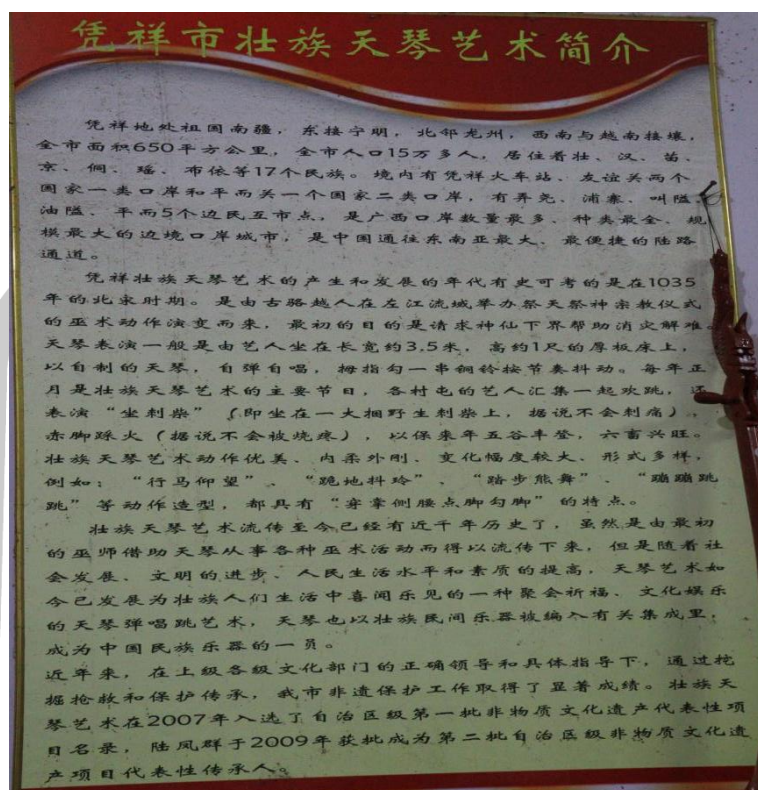 凭祥市壮族天琴艺术简介
凭祥地处祖国南疆，东接宁明，北邻龙州，西南与越南接壤，
全市面积650平方公里，全市人口15万多人，居住着壮、汉、苗、
京、侗、瑶、布依等17个民族。境内有凭祥火车站、友谊关两个
国家一类口岸和平而关一个国家二类口岸，有弄尧、浦寨、叫隘、
油隘、平而5个边民互市点，是广西口岸数量最多、种类最全、规
模最大的边境口岸城市，是中国通往东南亚最大、最便捷的陆路
通道。
凭祥壮族天琴艺术的产生和发展的年代有史可考的是在1035
年的北宋时期。是由古骆越人在左江流域举办祭天祭神宗教仪式
的巫术动作演变而来，最初的目的是请求神仙下界帮助消灾解难。
天琴表演一般是由艺人坐在长宽约3.5米，高约1尺的厚板床上，
以自制的天琴，自弹自唱，拇指勾一串铜铃按节奏抖动。每年正
月是壮族天琴艺术的主要节日，各村屯的艺人汇集一起欢跳，还
表演“坐刺柴”（即坐在一大捆野生刺柴上，据说不会刺痛），
赤脚踩火（据说不会被烧疼），以保来年五谷丰登，六畜兴旺。
壮族天琴艺术动作优美、内柔外刚、变化幅度较大、形式多样，
例如：“行马仰望”、“跪地抖玲”、“踏步熊舞”、“蹦蹦跳
跳”等动作造型，都具有“穿掌侧腰点脚勾脚”的特点。
壮族天琴艺术流传至今已经有近千年历史了，虽然是由最初
的巫师借助天琴从事各种巫术活动而得以流传下来，但是随着社
会发展、文明的进步、人民生活水平和素质的提高，天琴艺术如
今已发展为壮族人们生活中喜闻乐见的一种聚会祈福、文化娱乐
的天琴弹唱跳艺术，天琴也以壮族民间乐器被编入有关集成里，
成为中国民族乐器的一员。
近年来，在上级各级文化部门的正确领导和具体指导下，通过挖
掘抢救和保护传承，我市非遗保护工作取得了显著成绩。壮族天
琴艺术在2007年入选了自治区级第一批非物质文化遗产代表性项
目名录，陆凤群于2009年获批成为第二批自治区级非物质文化遗
产项目代表性传承人。